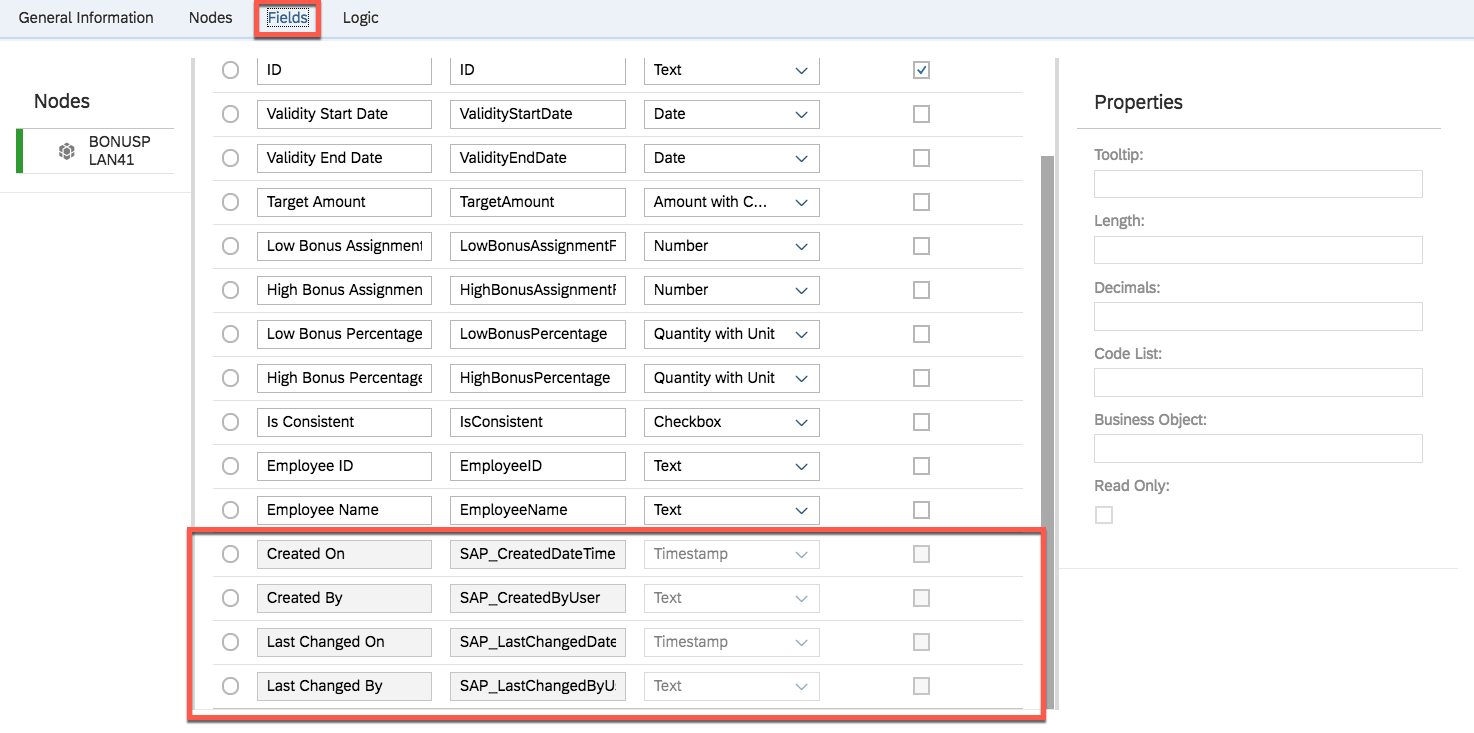 General Information Nodes Fields Logic
Nodes
BONUSP
LAN41
ID ID Text
Validity Start Date ValidityStartDate Date
Validity End Date ValidityEndDate Date
Target Amount TargetAmount Amount with C...
Low Bonus Assignment LowBonusAssignmentF Number
High Bonus Assignmen HighBonusAssignmentF Number
Low Bonus Percentage LowBonusPercentage Quantity with Unit
High Bonus Percentage HighBonusPercentage Quantity with Unit
Is Consistent IsConsistent Checkbox
Employee ID EmployeeID Text
Employee Name EmployeeName Text
Created On SAP_CreatedDateTime Timestamp
Created By SAP_CreatedByUser Text
Last Changed On SAP_LastChangedDate Timestamp
Last Changed By SAP_LastChangedByU Text
Properties
Tooltip:
Length:
Decimals:
Code List:
Business Object:
Read Only: